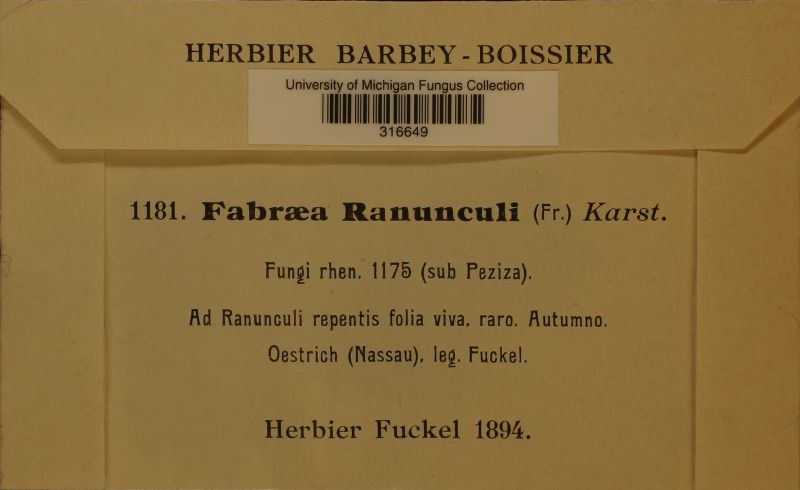 HERBIER BARBEY-BOISSIER
University of Michigan Fungus Collection
316649
1181. Fabræa Ranunculi (Fr.) Karst.
Fungi rhen. 1175 (sub Peziza).
Ad Ranunculi repentis folia viva, raro. Autumno.
Oestrich (Nassau), leg. Fuckel.
Herbier Fuckel 1894.